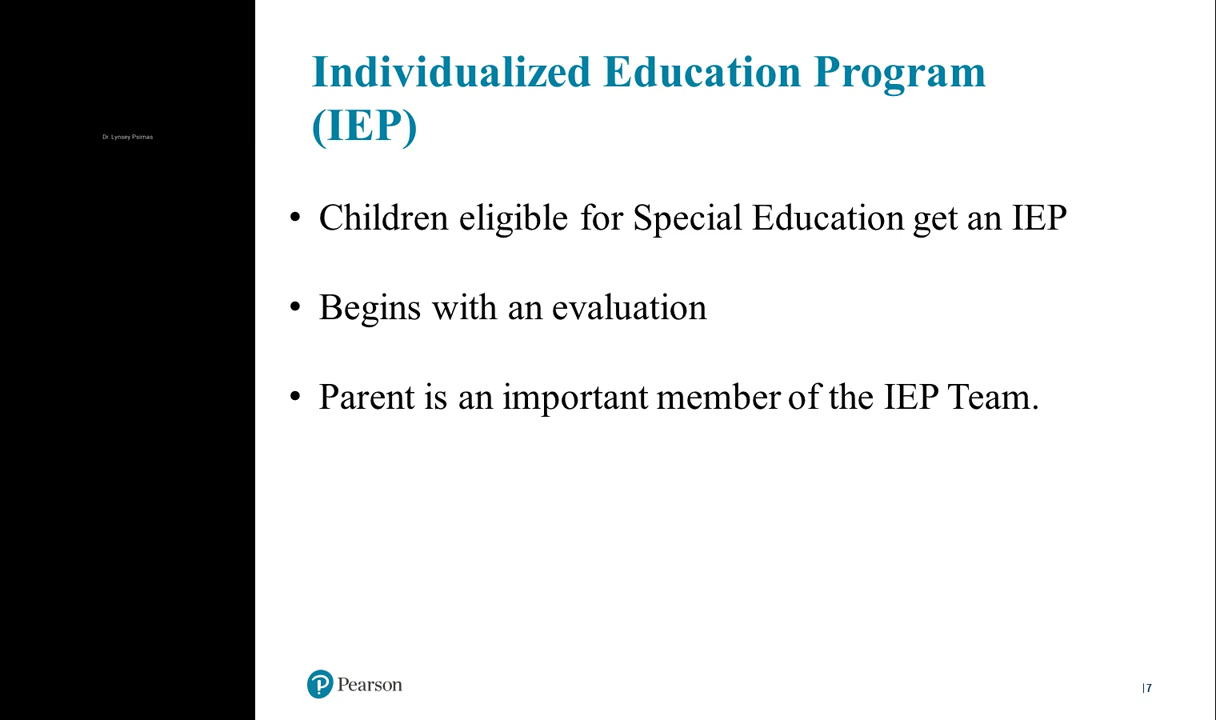 Dr. Lynsey Psimas
Individualized Education Program
(IEP)
• Children eligible for Special Education get an IEP
• Begins with an evaluation
• Parent is an important member of the IEP Team.
Pearson
|7